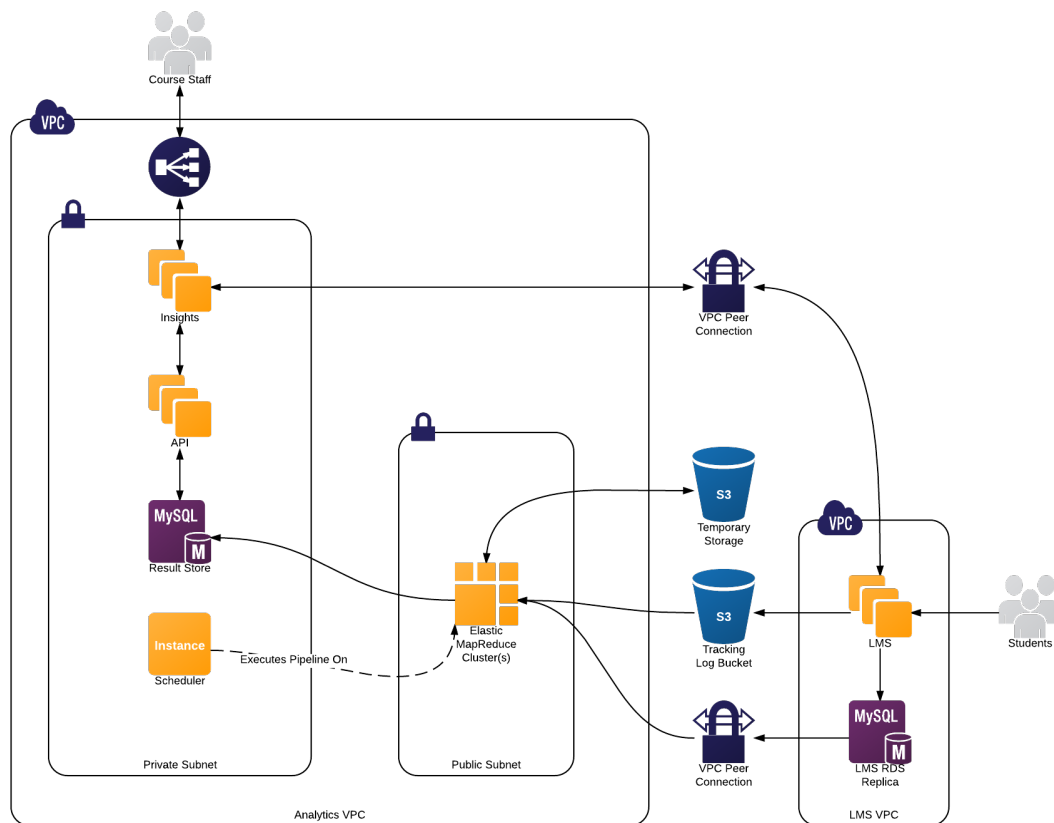 Course Staff
VPC
Insights
VPC Peer
Connection
API
S3
Temporary
Storage
MySQL
M
Result Store
VPC
Elastic
MapReduce
Cluster(s)
S3
Tracking
Log Bucket
LMS
Students
Instance
Scheduler
Executes Pipeline On
VPC Peer
Connection
MySQL
M
LMS RDS
Replica
Private Subnet
Public Subnet
Analytics VPC
LMS VPC